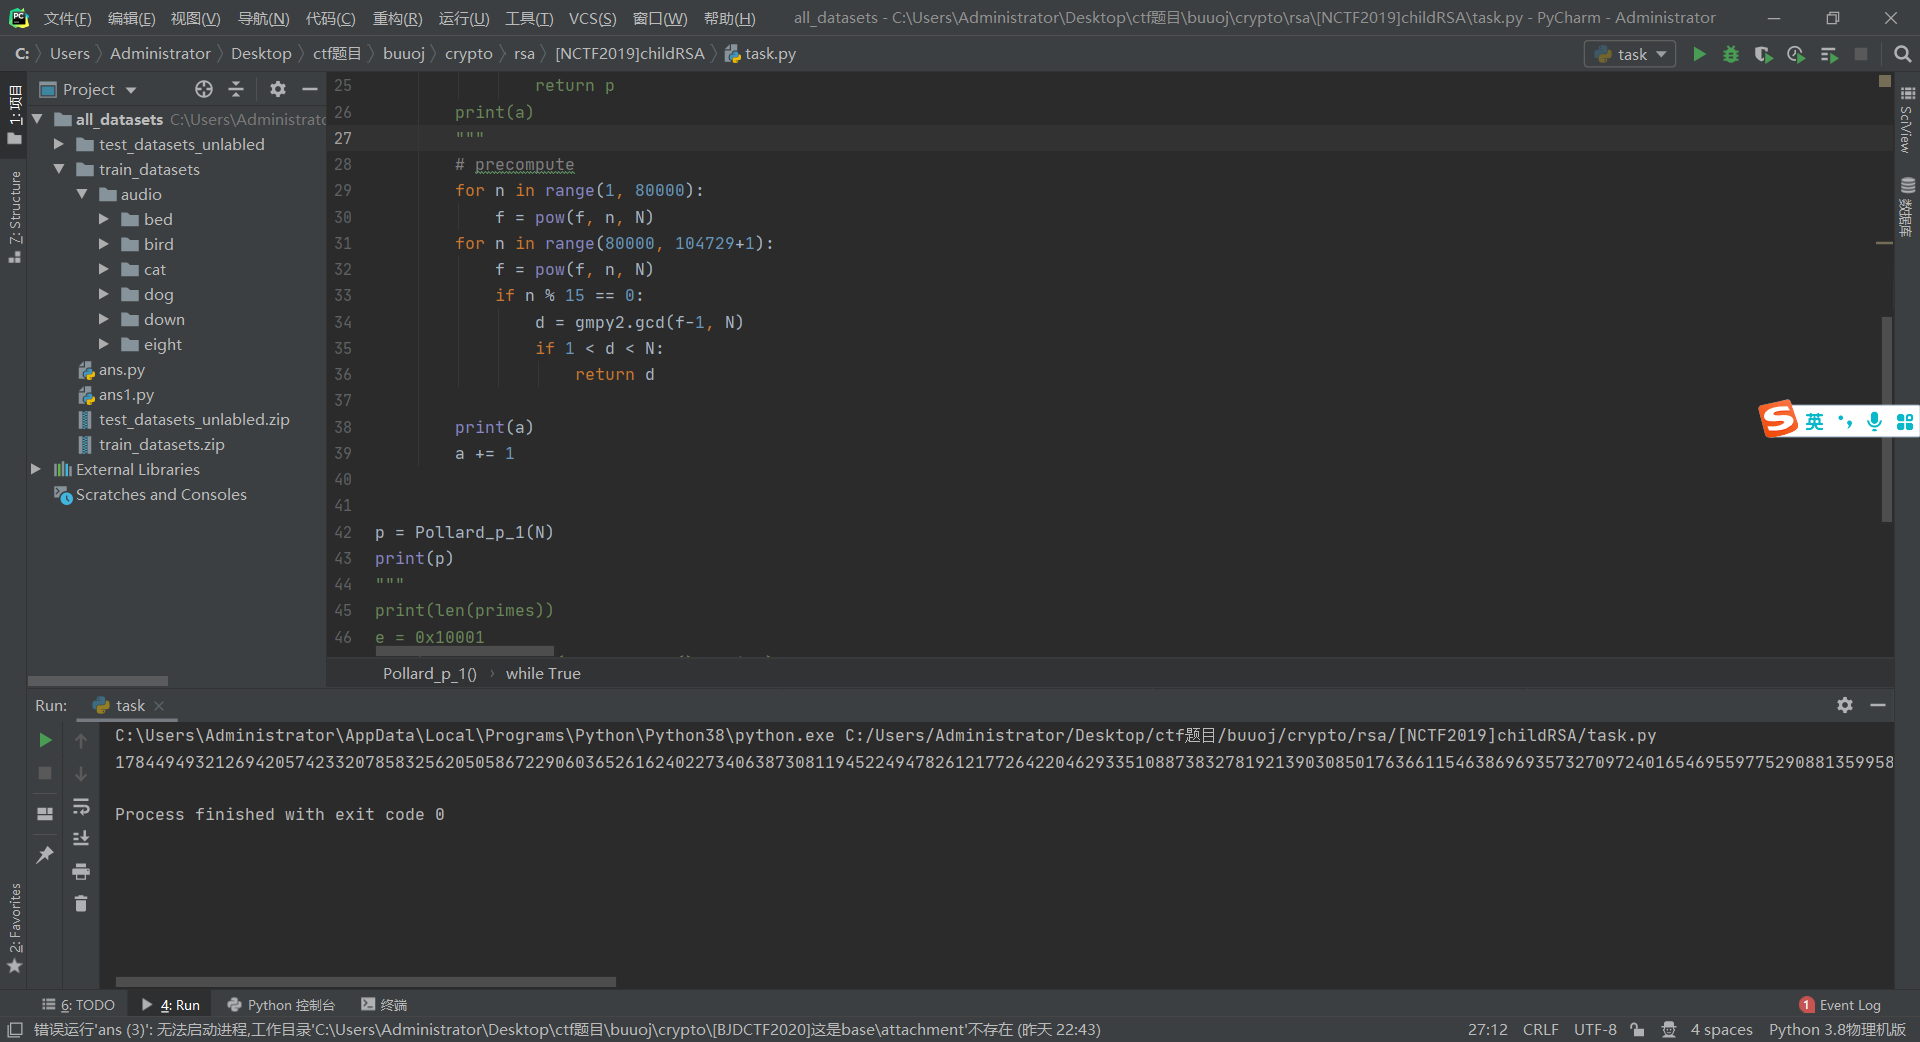 文件(F) 编辑(E) 视图(V) 导航(N) 代码(C) 重构(R) 运行(U) 工具(T) VCS(S) 窗口(W) 帮助(H) all_datasets - C:\Users\Administrator\Desktop\ctf题目\buuoj\crypto\rsa\[NCTF2019]childRSA\task.py - PyCharm - Administrator
C: Users Administrator Desktop ctf题目 buuoj crypto rsa [NCTF2019]childRSA task.py
task
1: 项目
7: Structure
2: Favorites
Project
all_datasets C:\Users\Administrato
test_datasets_unlabled
train_datasets
audio
bed
bird
cat
dog
down
eight
ans.py
ans1.py
test_datasets_unlabled.zip
train_datasets.zip
External Libraries
Scratches and Consoles
25 return p
26 print(a)
27 """
28 # precompute
29 for n in range(1, 80000):
30 f = pow(f, n, N)
31 for n in range(80000, 104729+1):
32 f = pow(f, n, N)
33 if n % 15 == 0:
34 d = gmpy2.gcd(f-1, N)
35 if 1 < d < N:
36 return d
37
38 print(a)
39 a += 1
40
41
42 p = Pollard_p_1(N)
43 print(p)
44 """
45 print(len(primes))
46 e = 0x10001
Pollard_p_1() › while True
SciView
数据库
英
Run: task
C:\Users\Administrator\AppData\Local\Programs\Python\Python38\python.exe C:/Users/Administrator/Desktop/ctf题目/buuoj/crypto/rsa/[NCTF2019]childRSA/task.py
178449493212694205742332078583256205058672290603652616240227340638730811945224947826121772642204629335108873832781921390308501763661154638696935732709724016546955977529088135995838
Process finished with exit code 0
6: TODO 4: Run Python 控制台 终端 1 Event Log
错误运行'ans (3)': 无法启动进程,工作目录'C:\Users\Administrator\Desktop\ctf题目\buuoj\crypto\[BJDCTF2020]这是base\attachment'不存在 (昨天 22:43) 27:12 CRLF UTF-8 4 spaces Python 3.8物理机版